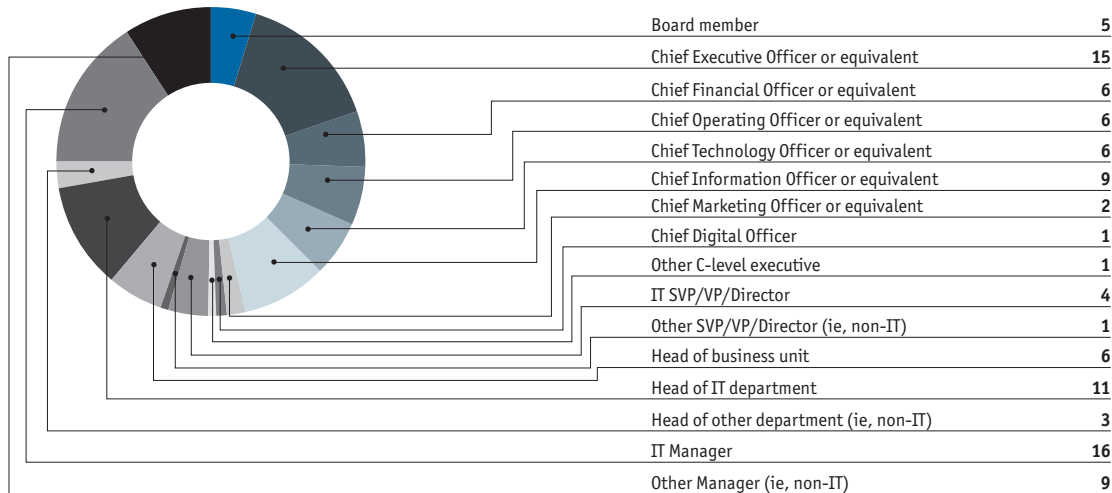 Board member 5
Chief Executive Officer or equivalent 15
Chief Financial Officer or equivalent 6
Chief Operating Officer or equivalent 6
Chief Technology Officer or equivalent 6
Chief Information Officer or equivalent 9
Chief Marketing Officer or equivalent 2
Chief Digital Officer 1
Other C-level executive 1
IT SVP/VP/Director 4
Other SVP/VP/Director (ie, non-IT) 1
Head of business unit 6
Head of IT department 11
Head of other department (ie, non-IT) 3
IT Manager 16
Other Manager (ie, non-IT) 9